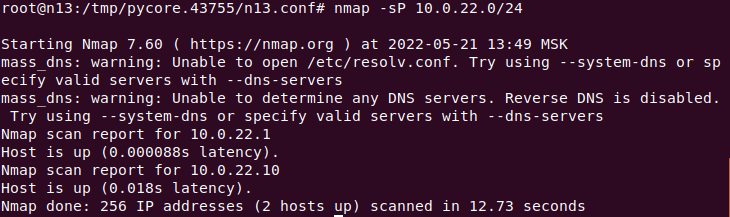 root@n13:/tmp/pycore.43755/n13.conf# nmap -sP 10.0.22.0/24
Starting Nmap 7.60 ( https://nmap.org ) at 2022-05-21 13:49 MSK
mass_dns: warning: Unable to open /etc/resolv.conf. Try using --system-dns or sp
ecify valid servers with --dns-servers
mass_dns: warning: Unable to determine any DNS servers. Reverse DNS is disabled.
 Try using --system-dns or specify valid servers with --dns-servers
Nmap scan report for 10.0.22.1
Host is up (0.000088s latency).
Nmap scan report for 10.0.22.10
Host is up (0.018s latency).
Nmap done: 256 IP addresses (2 hosts up) scanned in 12.73 seconds